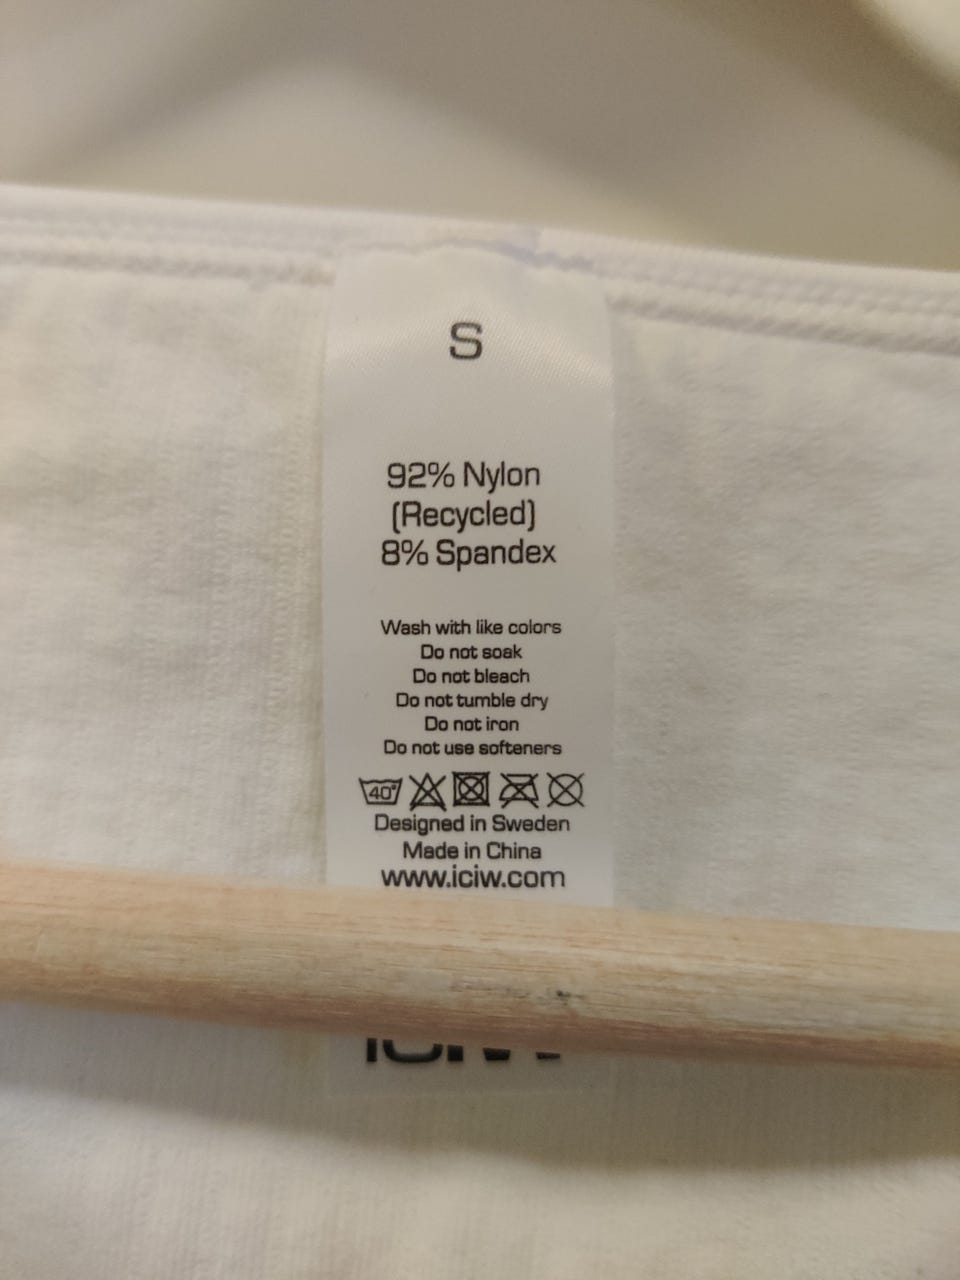 S
92% Nylon
(Recycled)
8% Spandex
Wash with like colors
Do not soak
Do not bleach
Do not tumble dry
Do not iron
Do not use softeners
40°
Designed in Sweden
Made in China
www.iciw.com